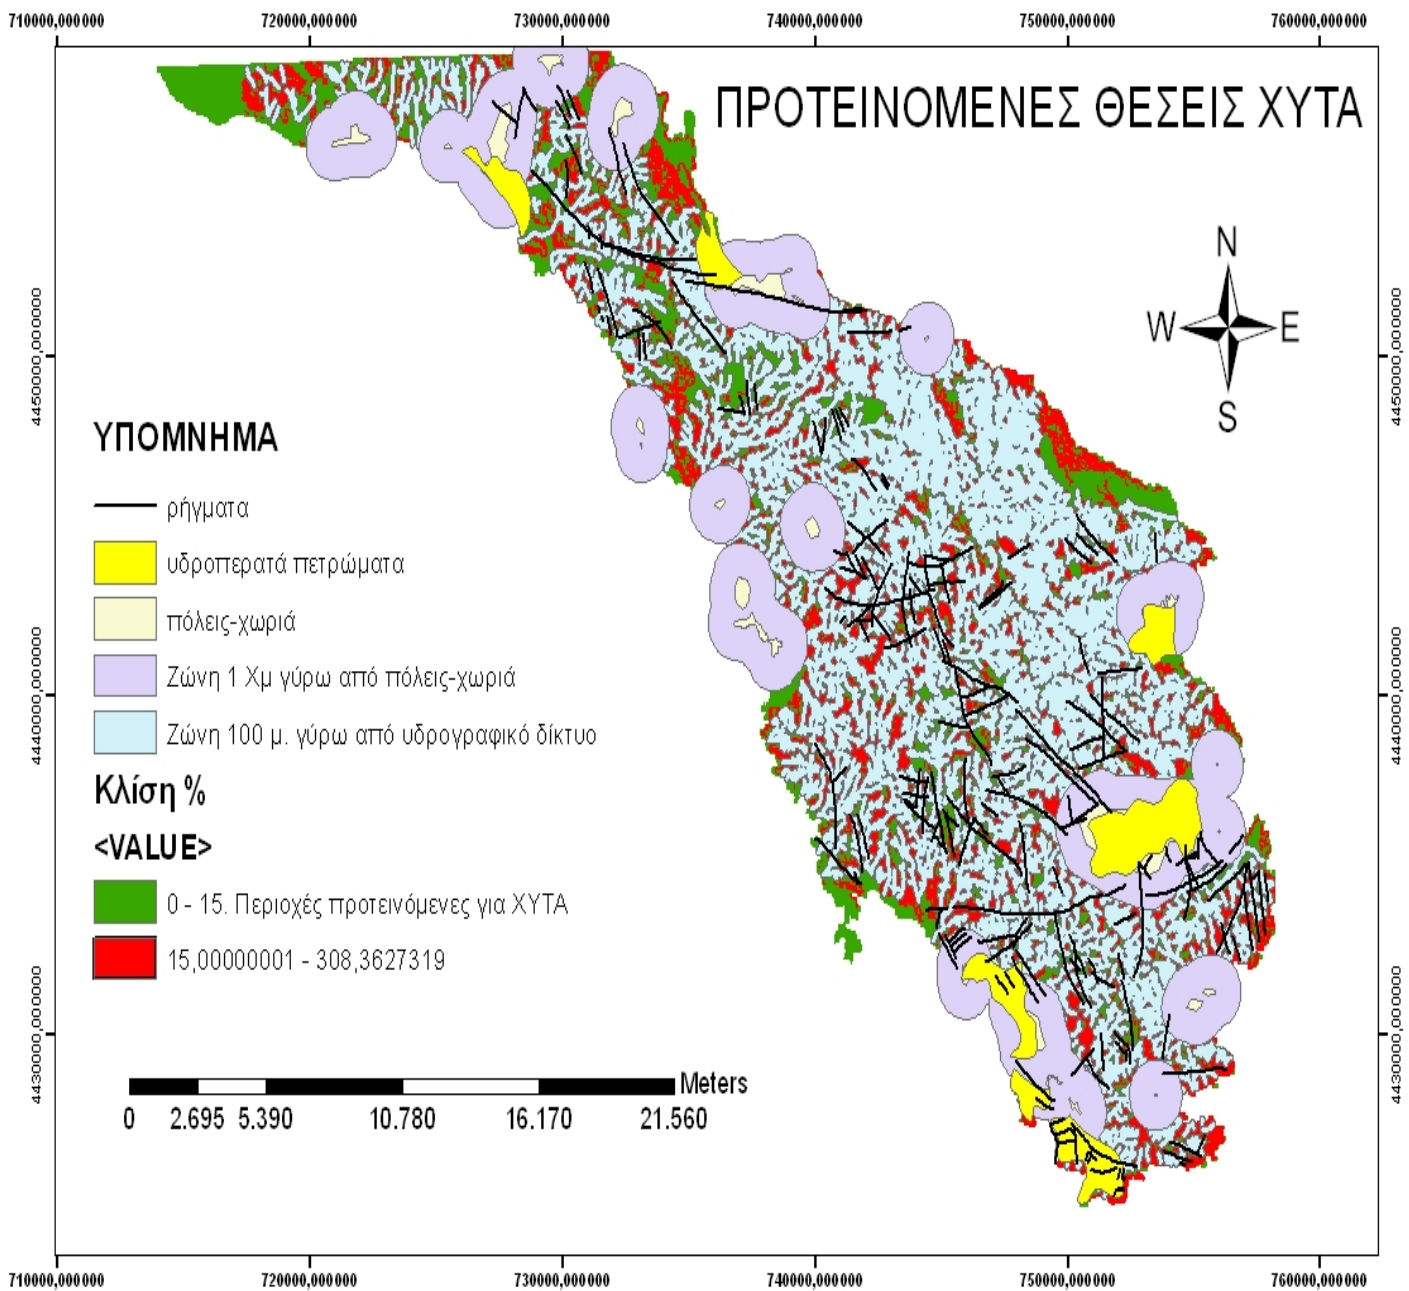 710000,000000 720000,000000 730000,000000 740000,000000 750000,000000 760000,000000
ΠΡΟΤΕΙΝΟΜΕΝΕΣ ΘΕΣΕΙΣ ΧΥΤΑ
N
W E
S
4450000,000000 4450000,000000
4440000,000000 4440000,000000
4430000,000000 4430000,000000
ΥΠΟΜΝΗΜΑ
ρήγματα
υδροπερατά πετρώματα
πόλεις-χωριά
Ζώνη 1 Χμ γύρω από πόλεις-χωριά
Ζώνη 100 μ. γύρω από υδρογραφικό δίκτυο
Κλίση %
<VALUE>
0 - 15. Περιοχές προτεινόμενες για ΧΥΤΑ
15,00000001 - 308,3627319
Meters
0 2.695 5.390 10.780 16.170 21.560
710000,000000 720000,000000 730000,000000 740000,000000 750000,000000 760000,000000